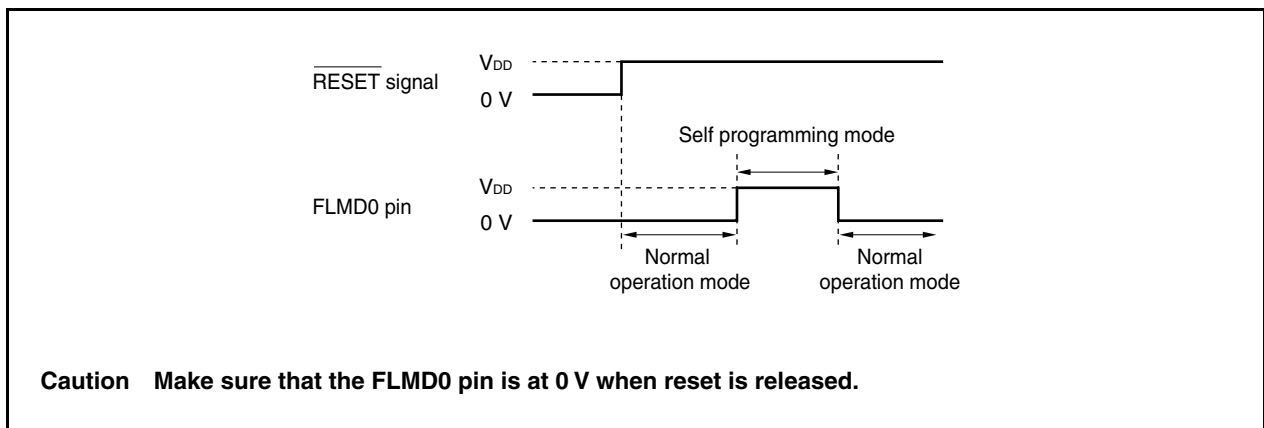 VDD
RESET signal
0 V
Self programming mode
VDD
FLMD0 pin
0 V
Normal
operation mode
Normal
operation mode
Caution Make sure that the FLMD0 pin is at 0 V when reset is released.